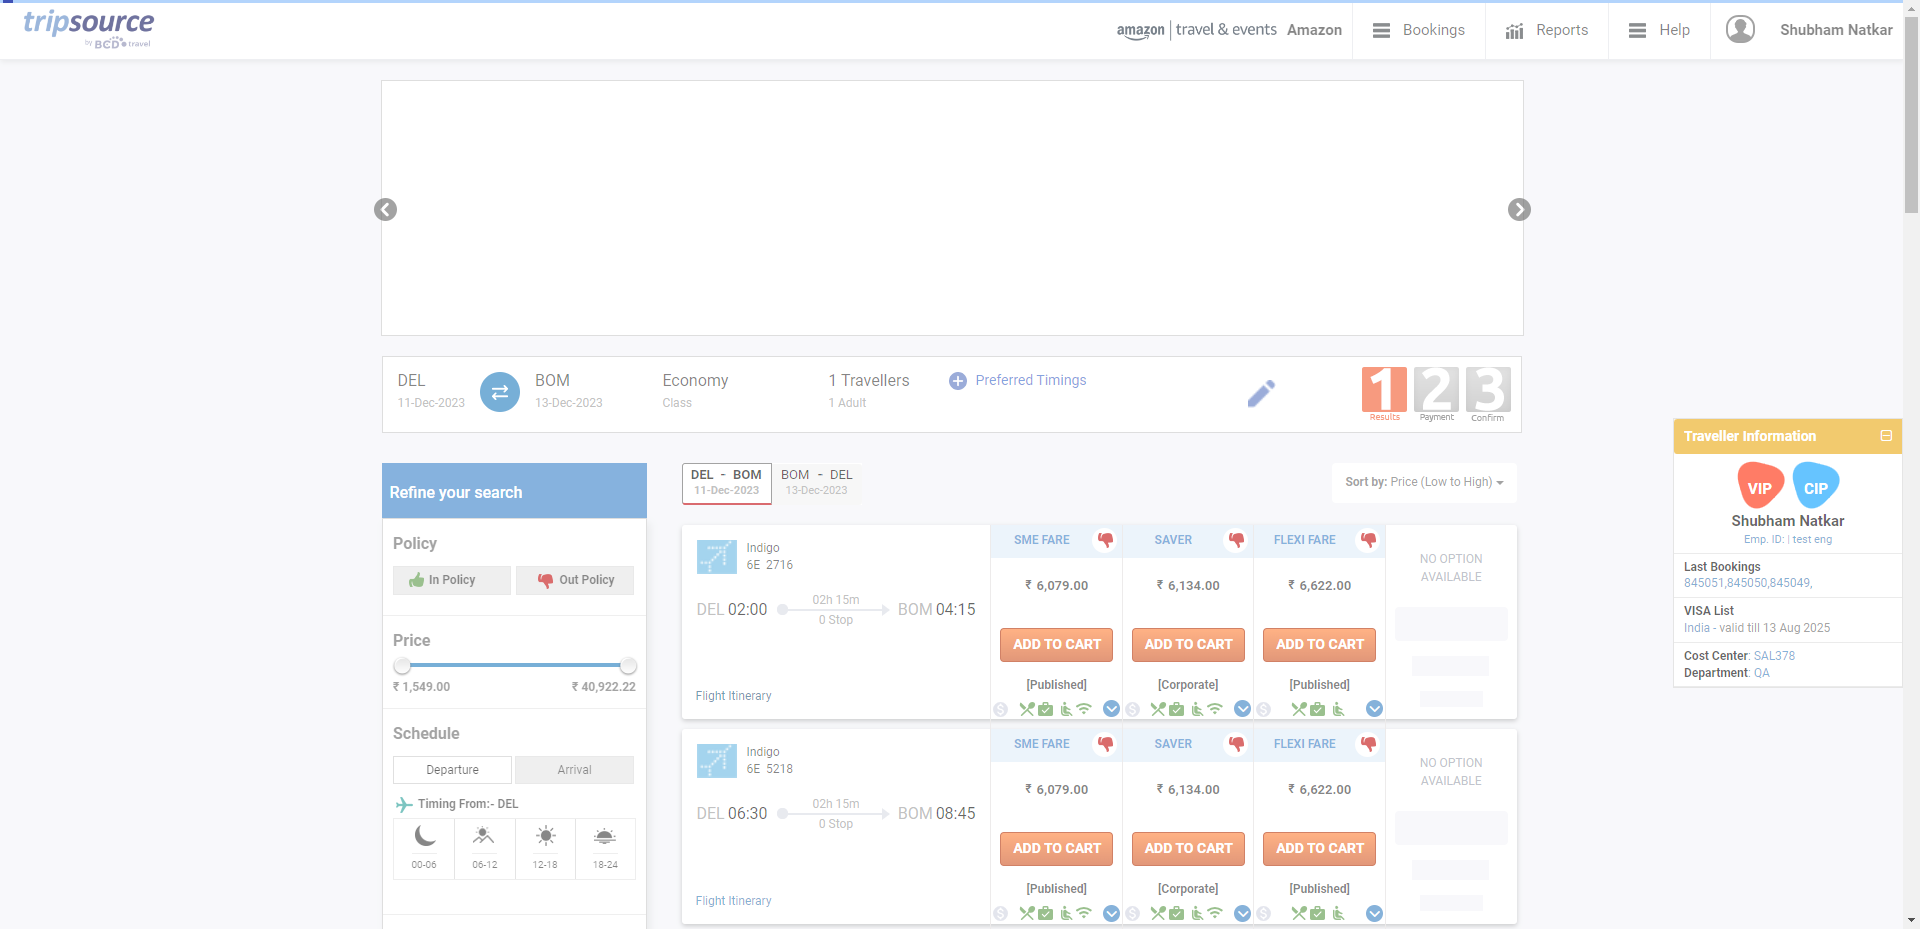 tripsource
by BCD travel
amazon travel & events Amazon
Bookings
Reports
Help
Shubham Natkar
DEL
11-Dec-2023
BOM
13-Dec-2023
Economy
Class
1 Travellers
1 Adult
Preferred Timings
1 2 3
Results Payment Confirm
Refine your search
Policy
In Policy
Out Policy
Price
₹ 1,549.00
₹ 40,922.22
Schedule
Departure
Arrival
Timing From:- DEL
00-06
06-12
12-18
18-24
DEL - BOM
11-Dec-2023
BOM - DEL
13-Dec-2023
Sort by: Price (Low to High)
Indigo
6E 2716
DEL 02:00
02h 15m
0 Stop
BOM 04:15
Flight Itinerary
SME FARE
₹ 6,079.00
ADD TO CART
[Published]
SAVER
₹ 6,134.00
ADD TO CART
[Corporate]
FLEXI FARE
₹ 6,622.00
ADD TO CART
[Published]
NO OPTION
AVAILABLE
Indigo
6E 5218
DEL 06:30
02h 15m
0 Stop
BOM 08:45
Flight Itinerary
SME FARE
₹ 6,079.00
ADD TO CART
[Published]
SAVER
₹ 6,134.00
ADD TO CART
[Corporate]
FLEXI FARE
₹ 6,622.00
ADD TO CART
[Published]
NO OPTION
AVAILABLE
Traveller Information
VIP
CIP
Shubham Natkar
Emp. ID: | test eng
Last Bookings
845051,845050,845049,
VISA List
India - valid till 13 Aug 2025
Cost Center: SAL378
Department: QA